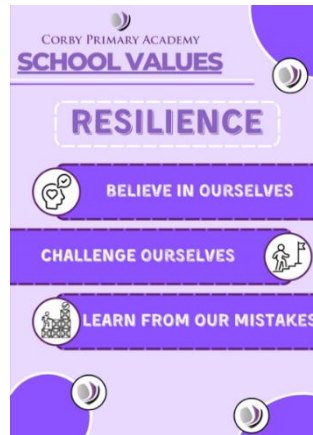 CORBY PRIMARY ACADEMY
SCHOOL VALUES
RESILIENCE
BELIEVE IN OURSELVES
CHALLENGE OURSELVES
LEARN FROM OUR MISTAKES